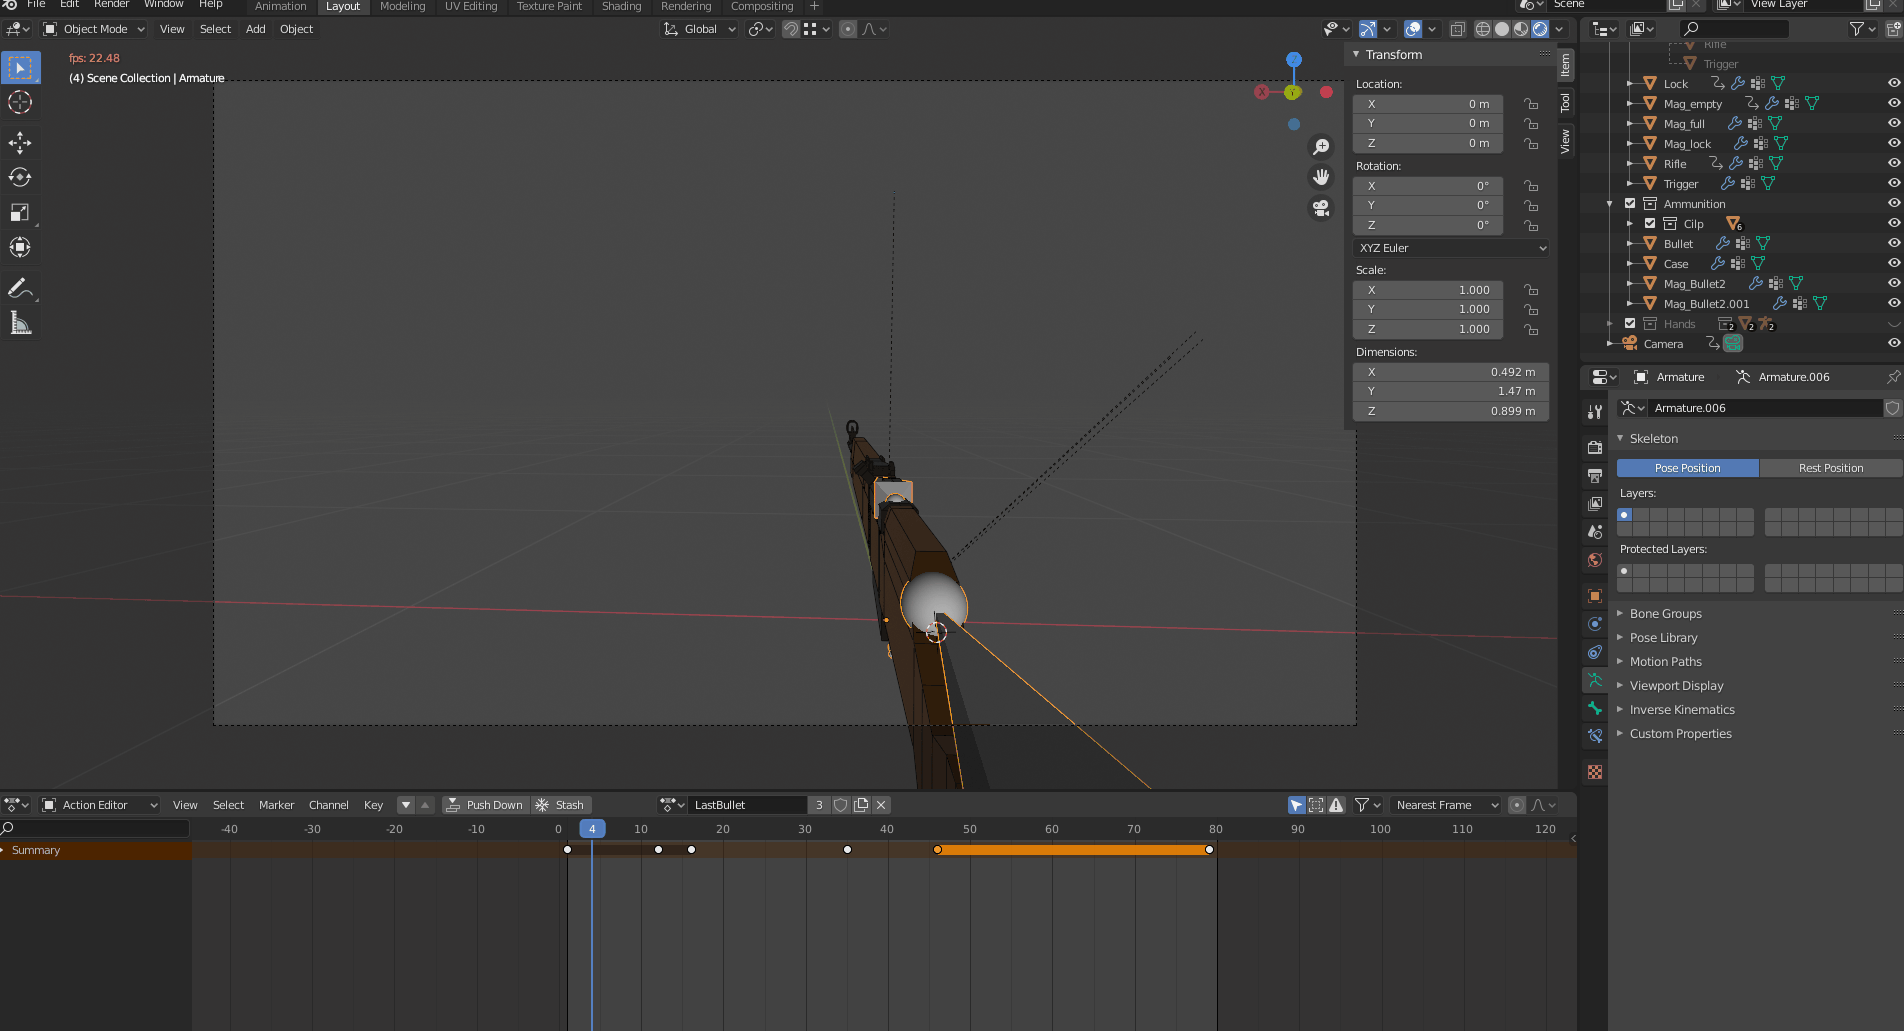 File Edit Render Window Help Animation Layout Modeling UV Editing Texture Paint Shading Rendering Compositing + Scene View Layer
Object Mode View Select Add Object Global
fps: 22.48
(4) Scene Collection | Armature
Transform
Location:
X 0 m
Y 0 m
Z 0 m
Rotation:
X 0°
Y 0°
Z 0°
XYZ Euler
Scale:
X 1.000
Y 1.000
Z 1.000
Dimensions:
X 0.492 m
Y 1.47 m
Z 0.899 m
Item
Tool
View
Z
X
Y
Rifle
Trigger
Lock
Mag_empty
Mag_full
Mag_lock
Rifle
Trigger
Ammunition
Cilp 6
Bullet
Case
Mag_Bullet2
Mag_Bullet2.001
Hands 2 2 2
Camera
Armature Armature.006
Armature.006
Skeleton
Pose Position Rest Position
Layers:
Protected Layers:
Bone Groups
Pose Library
Motion Paths
Viewport Display
Inverse Kinematics
Custom Properties
Action Editor View Select Marker Channel Key Push Down Stash LastBullet 3 Nearest Frame
-40 -30 -20 -10 0 4 10 20 30 40 50 60 70 80 90 100 110 120
Summary